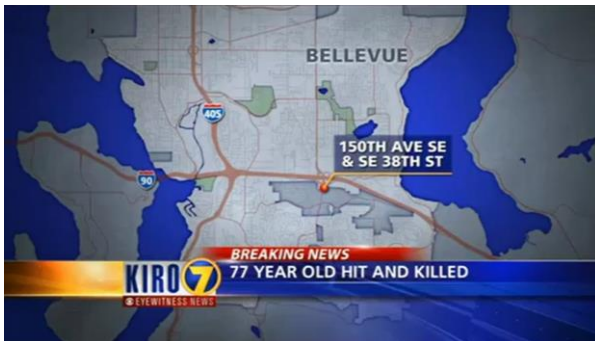 BELLEVUE
405
150TH AVE SE
& SE 38TH ST
90
BREAKING NEWS
77 YEAR OLD HIT AND KILLED
KIRO 7
EYEWITNESS NEWS